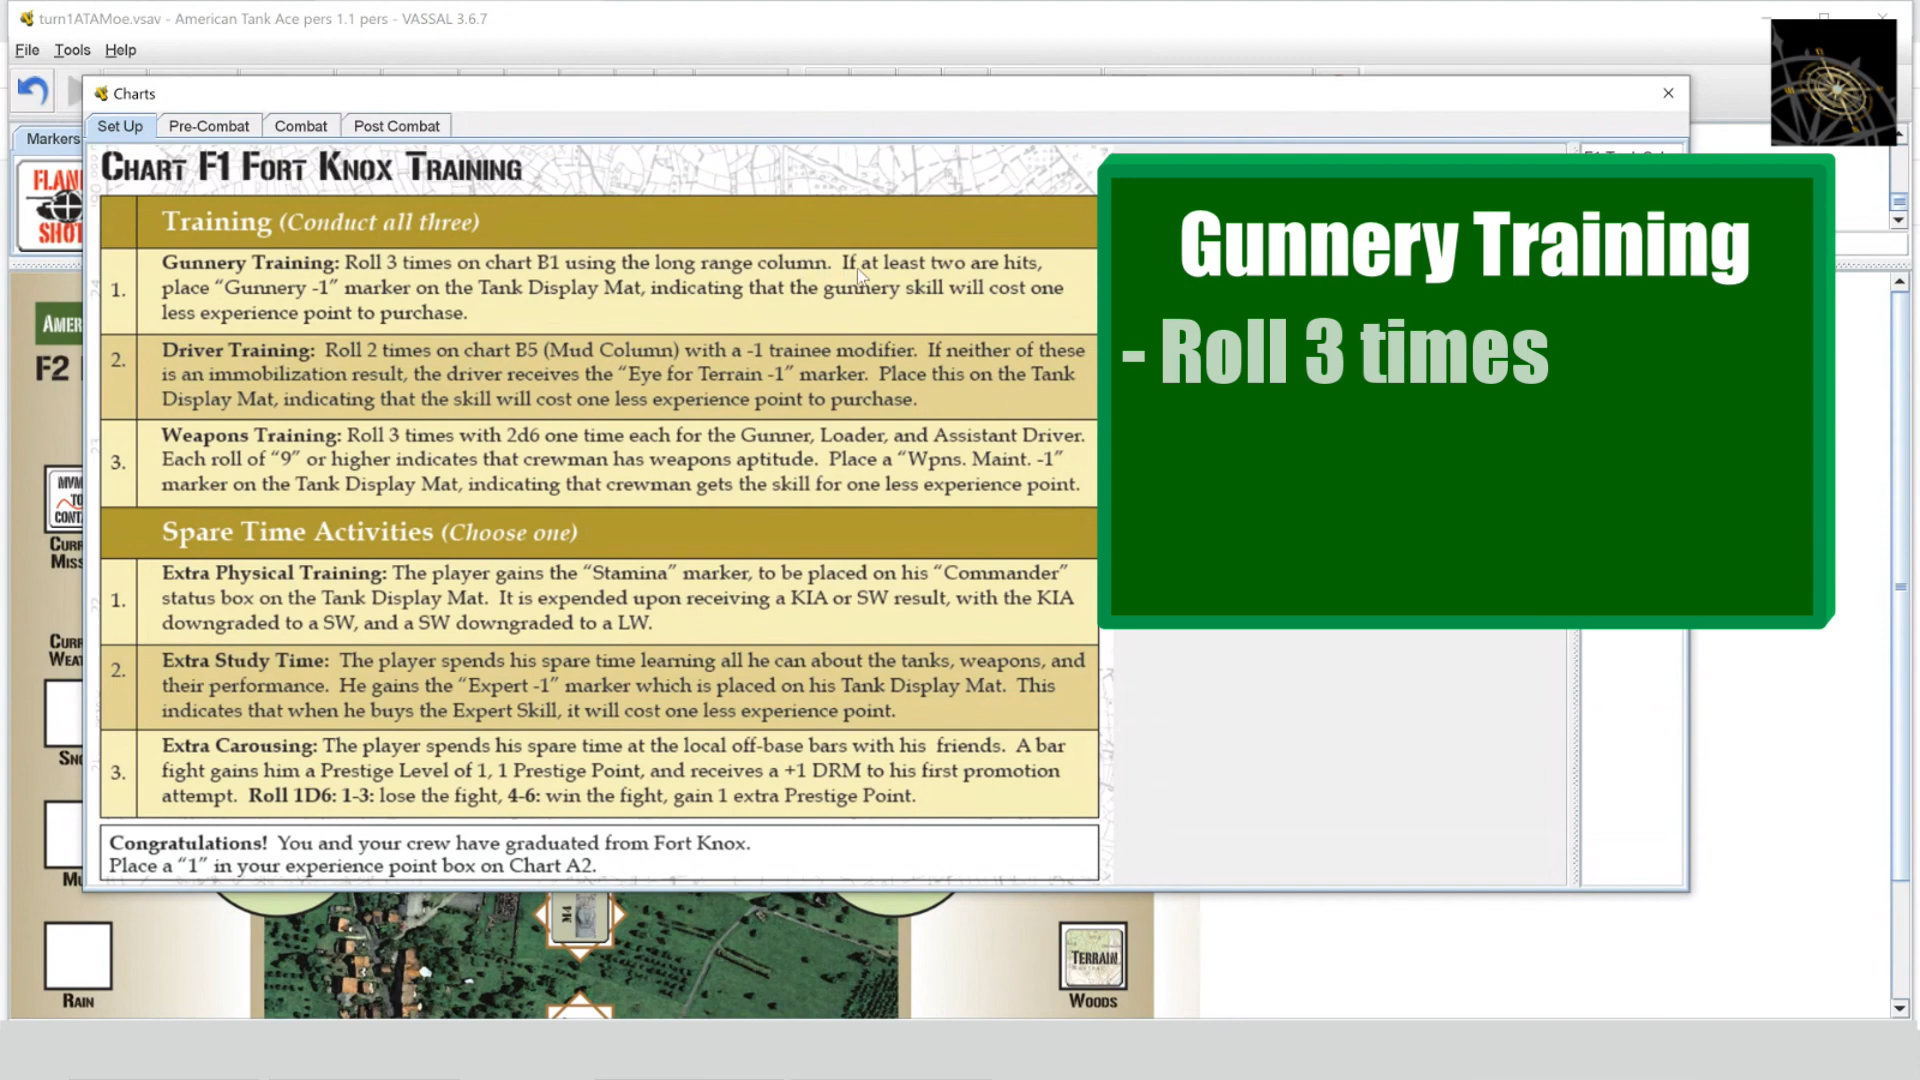 turn1ATAMoe.vsav - American Tank Ace pers 1.1 pers - VASSAL 3.6.7
File Tools Help
Charts
Set Up Pre-Combat Combat Post Combat
Markers
CHART F1 FORT KNOX TRAINING
Training (Conduct all three)
1. Gunnery Training: Roll 3 times on chart B1 using the long range column. If at least two are hits,
place “Gunnery -1” marker on the Tank Display Mat, indicating that the gunnery skill will cost one
less experience point to purchase.
2. Driver Training: Roll 2 times on chart B5 (Mud Column) with a -1 trainee modifier. If neither of these
is an immobilization result, the driver receives the “Eye for Terrain -1” marker. Place this on the Tank
Display Mat, indicating that the skill will cost one less experience point to purchase.
3. Weapons Training: Roll 3 times with 2d6 one time each for the Gunner, Loader, and Assistant Driver.
Each roll of “9” or higher indicates that crewman has weapons aptitude. Place a “Wpns. Maint. -1”
marker on the Tank Display Mat, indicating that crewman gets the skill for one less experience point.
Spare Time Activities (Choose one)
1. Extra Physical Training: The player gains the “Stamina” marker, to be placed on his “Commander”
status box on the Tank Display Mat. It is expended upon receiving a KIA or SW result, with the KIA
downgraded to a SW, and a SW downgraded to a LW.
2. Extra Study Time: The player spends his spare time learning all he can about the tanks, weapons, and
their performance. He gains the “Expert -1” marker which is placed on his Tank Display Mat. This
indicates that when he buys the Expert Skill, it will cost one less experience point.
3. Extra Carousing: The player spends his spare time at the local off-base bars with his friends. A bar
fight gains him a Prestige Level of 1, 1 Prestige Point, and receives a +1 DRM to his first promotion
attempt. Roll 1D6: 1-3: lose the fight, 4-6: win the fight, gain 1 extra Prestige Point.
Congratulations! You and your crew have graduated from Fort Knox.
Place a “1” in your experience point box on Chart A2.
Gunnery Training
- Roll 3 times
F2
M4
RAIN
TERRAIN
WOODS